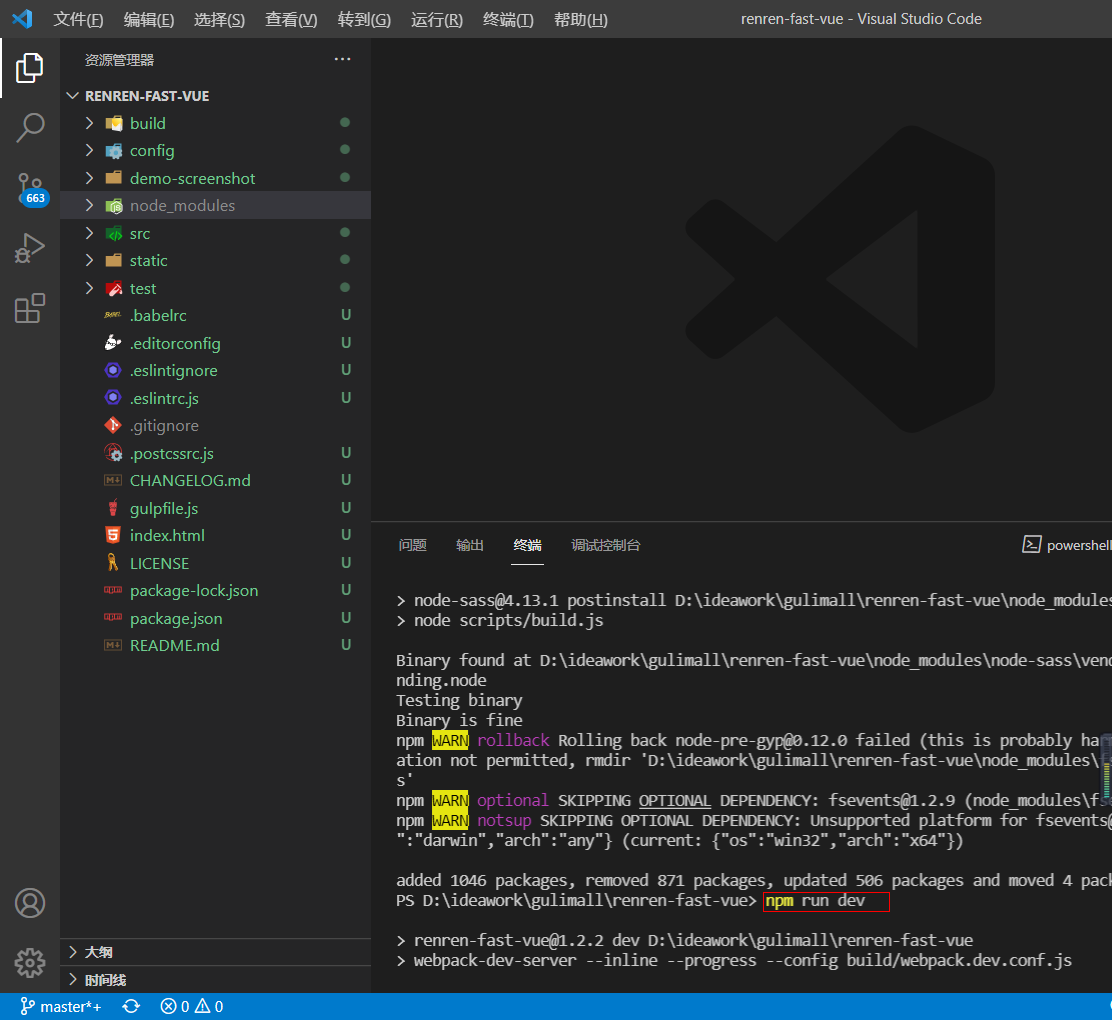 文件(F) 编辑(E) 选择(S) 查看(V) 转到(G) 运行(R) 终端(T) 帮助(H) renren-fast-vue - Visual Studio Code
资源管理器 ···
RENREN-FAST-VUE
build
config
demo-screenshot
663
node_modules
src
static
test
.babelrc U
.editorconfig U
.eslintignore U
.eslintrc.js U
.gitignore
.postcssrc.js U
CHANGELOG.md U
gulpfile.js U
index.html U
LICENSE U
package-lock.json U
package.json U
README.md U
大纲
时间线
问题 输出 终端 调试控制台 powershell
> node-sass@4.13.1 postinstall D:\ideawork\gulimall\renren-fast-vue\node_modules
> node scripts/build.js
Binary found at D:\ideawork\gulimall\renren-fast-vue\node_modules\node-sass\vend
nding.node
Testing binary
Binary is fine
npm WARN rollback Rolling back node-pre-gyp@0.12.0 failed (this is probably har
ation not permitted, rmdir 'D:\ideawork\gulimall\renren-fast-vue\node_modules\
s'
npm WARN optional SKIPPING OPTIONAL DEPENDENCY: fsevents@1.2.9 (node_modules\fse
npm WARN notsup SKIPPING OPTIONAL DEPENDENCY: Unsupported platform for fsevents@
":"darwin","arch":"any"} (current: {"os":"win32","arch":"x64"})
added 1046 packages, removed 871 packages, updated 506 packages and moved 4 pack
PS D:\ideawork\gulimall\renren-fast-vue> npm run dev
> renren-fast-vue@1.2.2 dev D:\ideawork\gulimall\renren-fast-vue
> webpack-dev-server --inline --progress --config build/webpack.dev.conf.js
master*+ 0 0